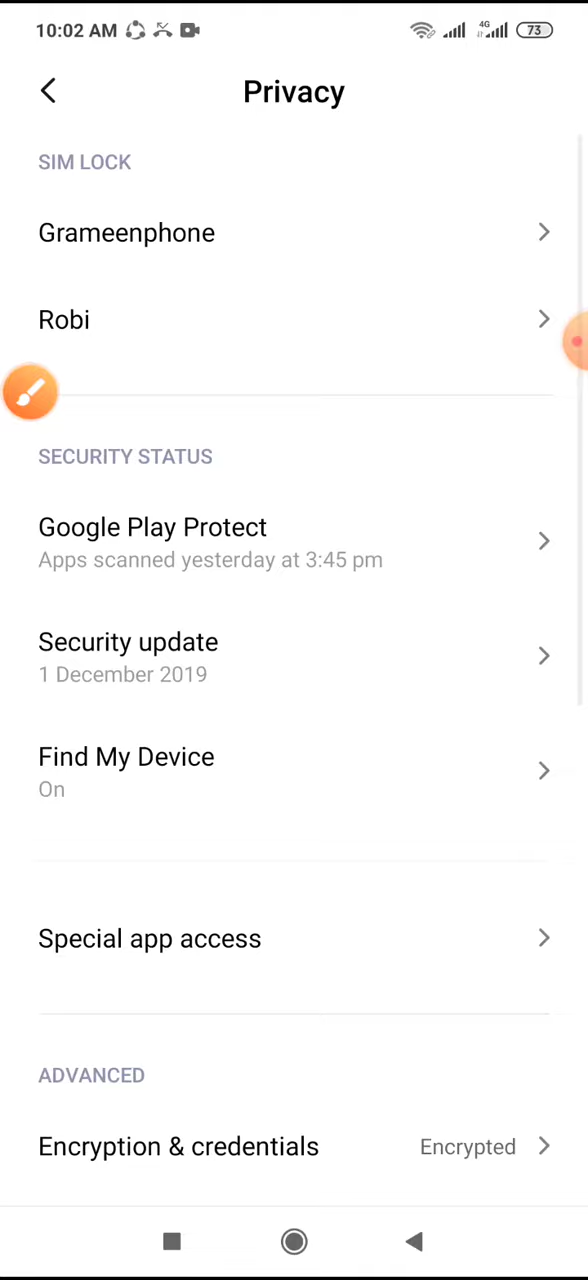 10:02 AM 4G 73
Privacy
SIM LOCK
Grameenphone
Robi
SECURITY STATUS
Google Play Protect
Apps scanned yesterday at 3:45 pm
Security update
1 December 2019
Find My Device
On
Special app access
ADVANCED
Encryption & credentials Encrypted